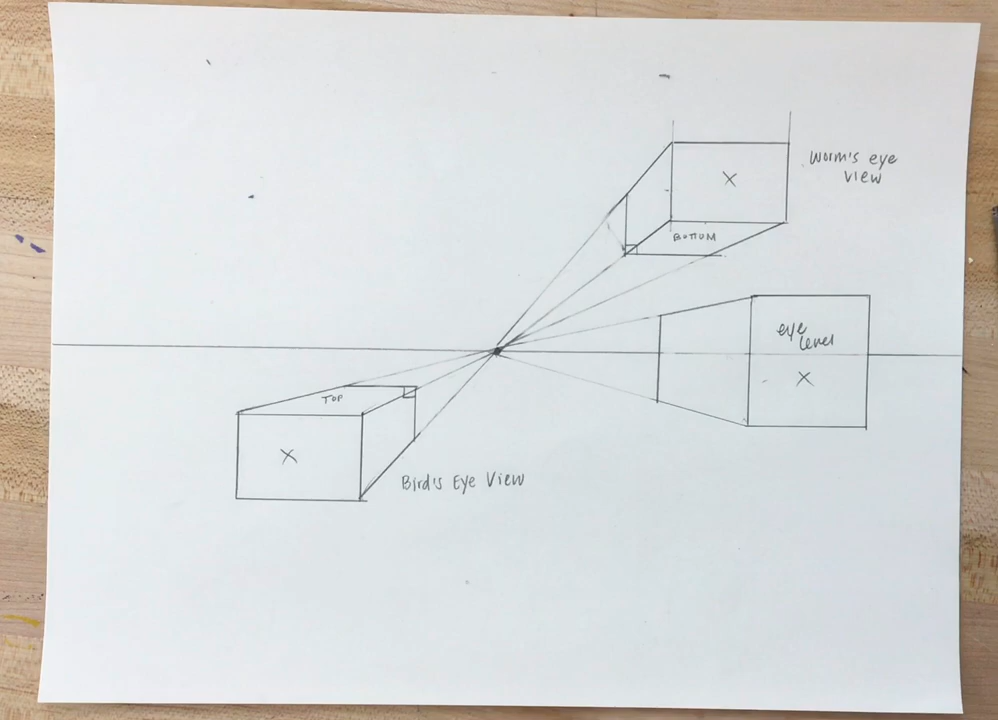 Worm's eye
view
BOTTOM
eye
level
TOP
Bird's Eye View